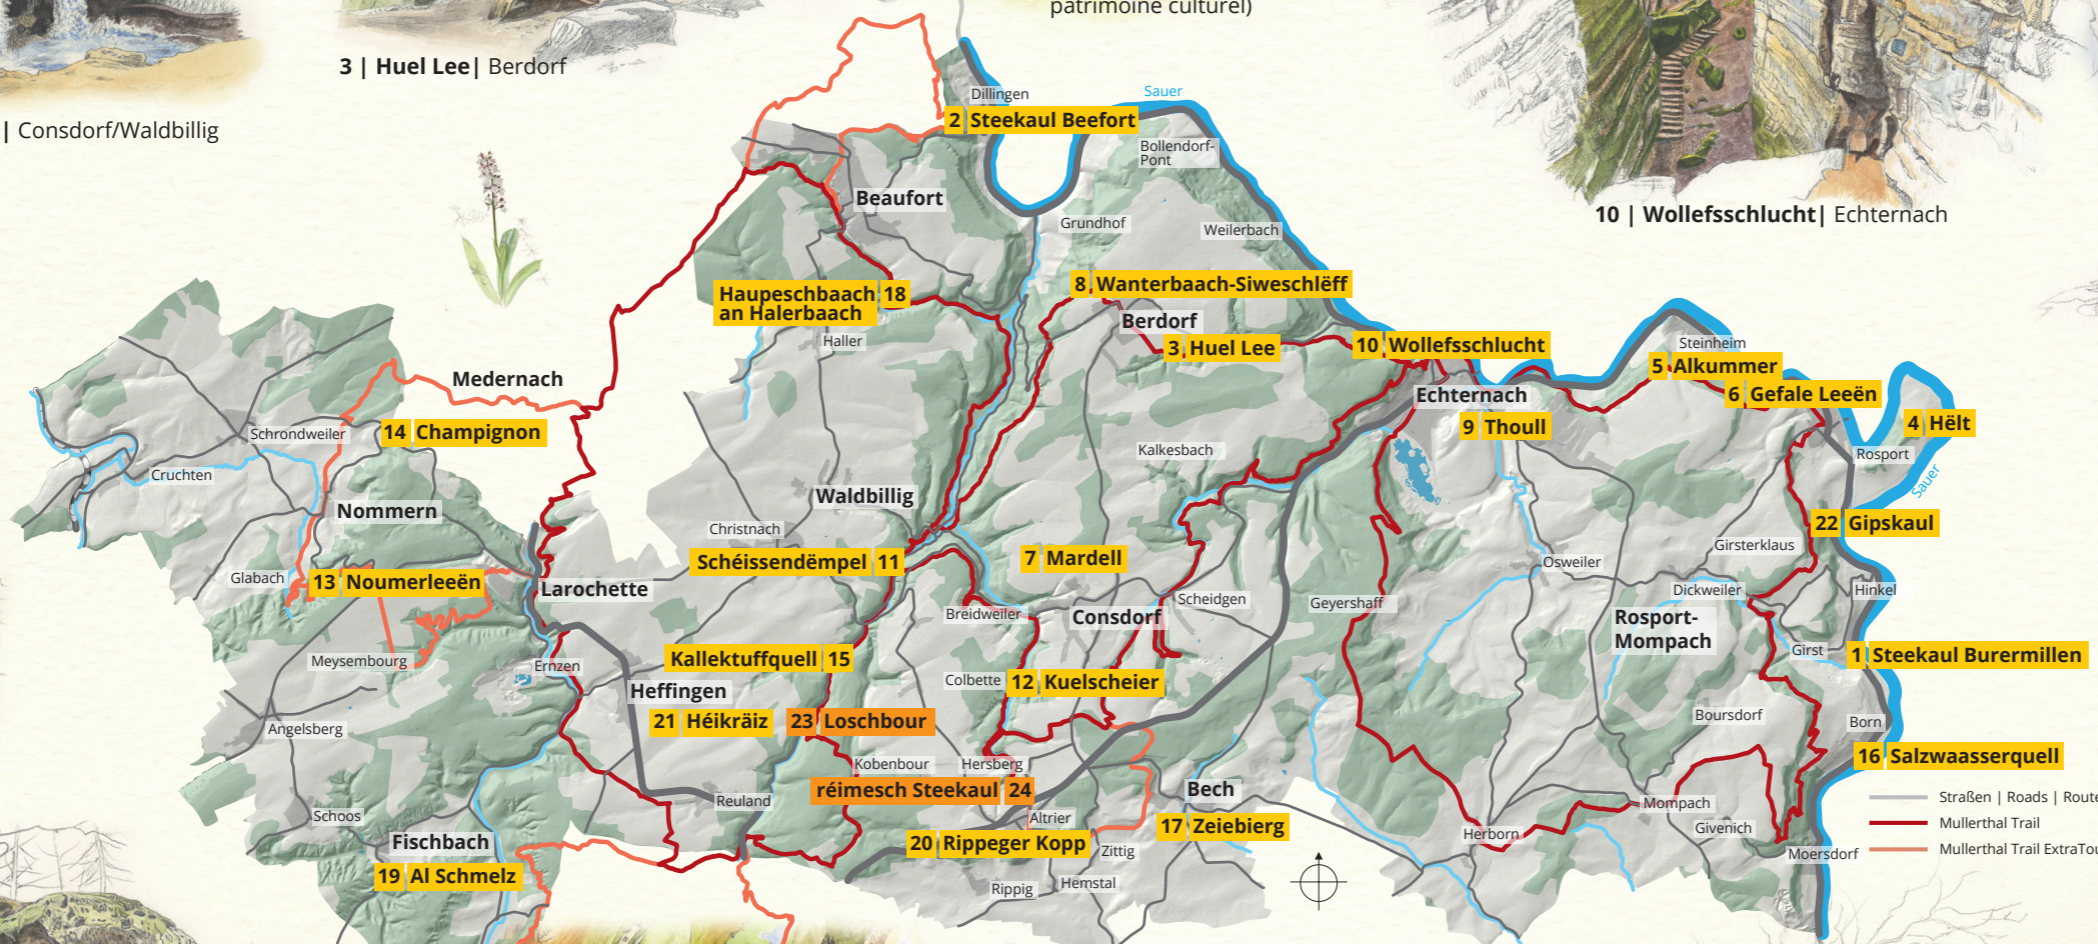 patrimoine culturel)
3 | Huel Lee| Berdorf
| Consdorf/Waldbillig
10 | Wollefsschlucht| Echternach
Dillingen
Sauer
2 Steekaul Beefort
Bollendorf-
Pont
Beaufort
Grundhof
Weilerbach
8 Wanterbaach-Siweschlëff
Haupeschbaach 18
an Halerbaach
Berdorf
Haller
3 Huel Lee
10 Wollefsschlucht
Steinheim
5 Alkummer
6 Gefale Leeën
4 Hëlt
Medernach
Echternach
9 Thoull
14 Champignon
Schrondweiler
Kalkesbach
Rosport
Sauer
Cruchten
Waldbillig
Nommern
Christnach
22 Gipskaul
Girsterklaus
Schéissendëmpel 11
7 Mardell
Osweiler
Glabach
13 Noumerleeën
Larochette
Dickweiler
Hinkel
Breidweiler
Consdorf
Scheidgen
Geyershaff
Rosport-
Mompach
Girst
1 Steekaul Burermillen
Meysembourg
Ernzen
Kallektuffquell 15
Colbette
12 Kuelscheier
Heffingen
21 Héikräiz
23 Loschbour
Boursdorf
Born
Angelsberg
Kobenbour
Hersberg
16 Salzwaasserquell
réimesch Steekaul 24
Bech
Reuland
Straßen | Roads | Route
Mompach
Schoos
Altrier
Mullerthal Trail
17 Zeiebierg
Givenich
Herborn
Fischbach
20 Rippeger Kopp
Zittig
Mullerthal Trail ExtraTou
Moersdorf
19 Al Schmelz
Rippig
Hemstal